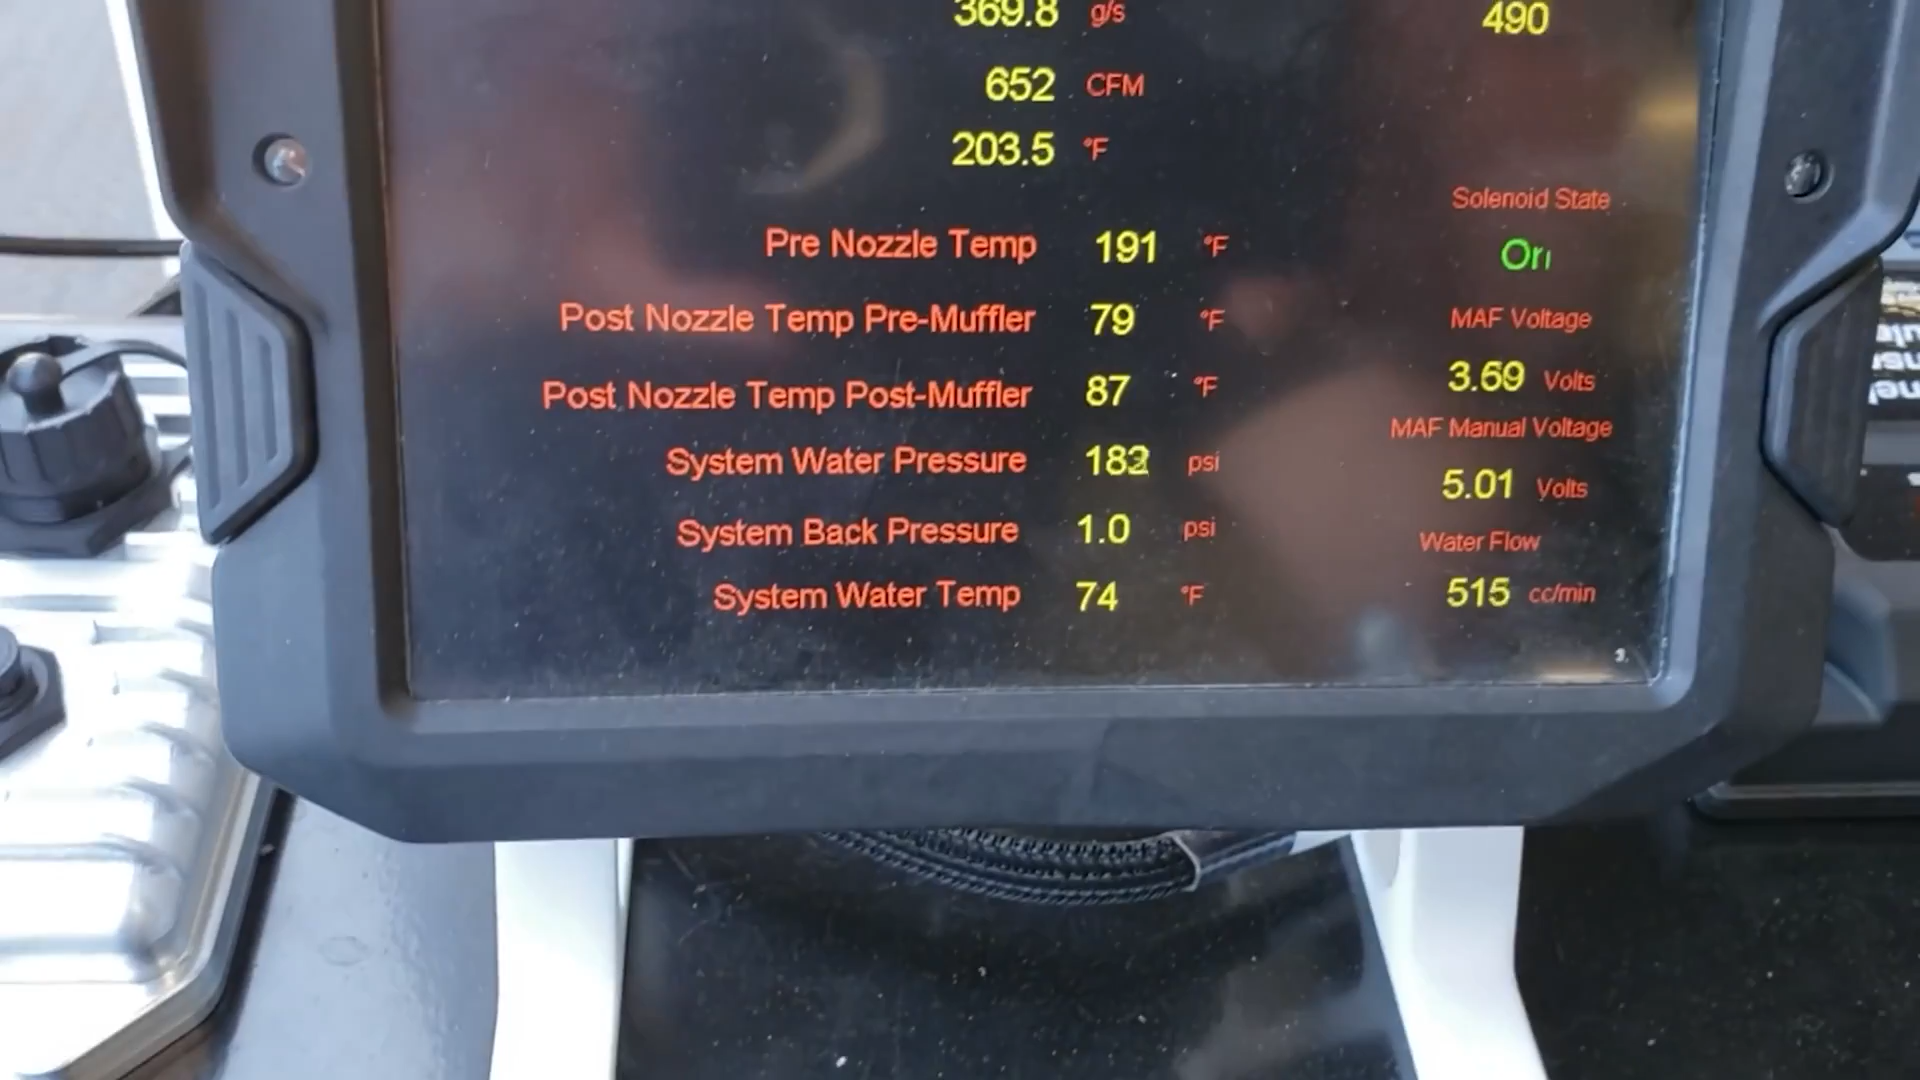 369.8 g/s
490
652 CFM
203.5 °F
Solenoid State
On
Pre Nozzle Temp 191 °F
Post Nozzle Temp Pre-Muffler 79 °F
MAF Voltage
3.69 Volts
Post Nozzle Temp Post-Muffler 87 °F
MAF Manual Voltage
5.01 Volts
System Water Pressure psi
System Back Pressure 1.0 psi
Water Flow
515 cc/min
System Water Temp 74 °F